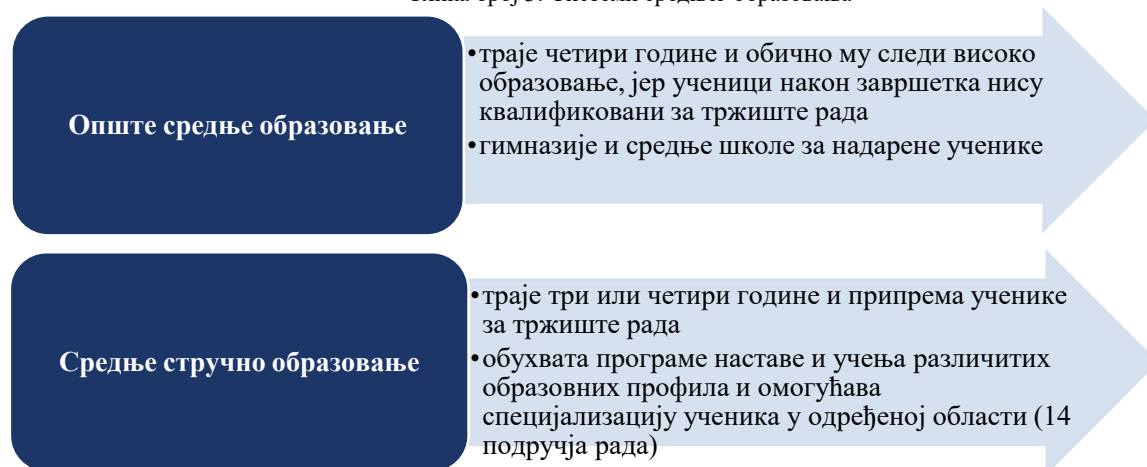 Опште средње образовање
•траје четири године и обично му следи високо
образовање, јер ученици након завршетка нису
квалификовани за тржиште рада
•гимназије и средње школе за надарене ученике
Средње стручно образовање
•траје три или четири године и припрема ученике
за тржиште рада
•обухвата програме наставе и учења различитих
образовних профила и омогућава
специјализацију ученика у одређеној области (14
подручја рада)